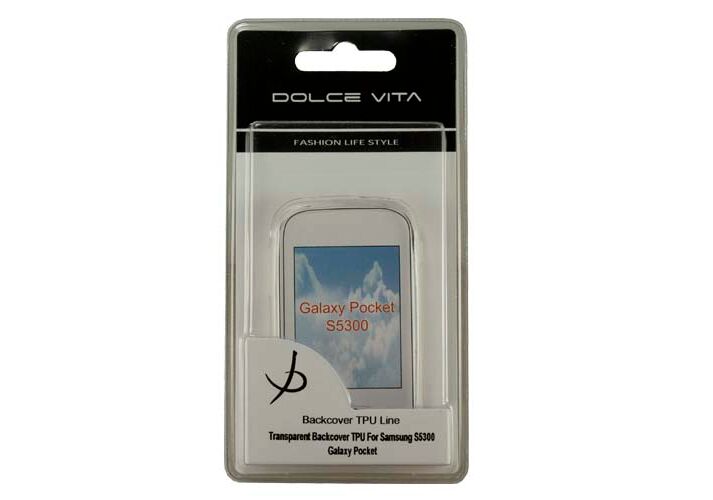 DOLCE VITA
FASHION LIFE STYLE
Galaxy Pocket
S5300
Backcover TPU Line
Transparent Backcover TPU For Samsung S5300
Galaxy Pocket